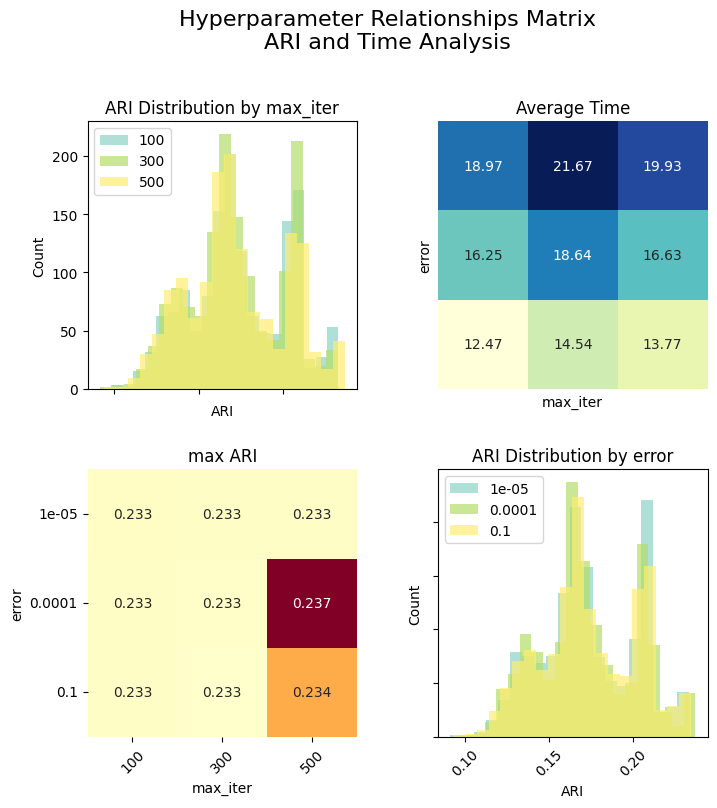 Hyperparameter Relationships Matrix
ARI and Time Analysis
ARI Distribution by max_iter
200
150
100
50
0
Count
100
300
500
ARI
Average Time
error
18.97 21.67 19.93
16.25 18.64 16.63
12.47 14.54 13.77
max_iter
max ARI
error
1e-05 0.233 0.233 0.233
0.0001 0.233 0.233 0.237
0.1 0.233 0.233 0.234
100 300 500
max_iter
ARI Distribution by error
1e-05
0.0001
0.1
Count
0.10 0.15 0.20
ARI